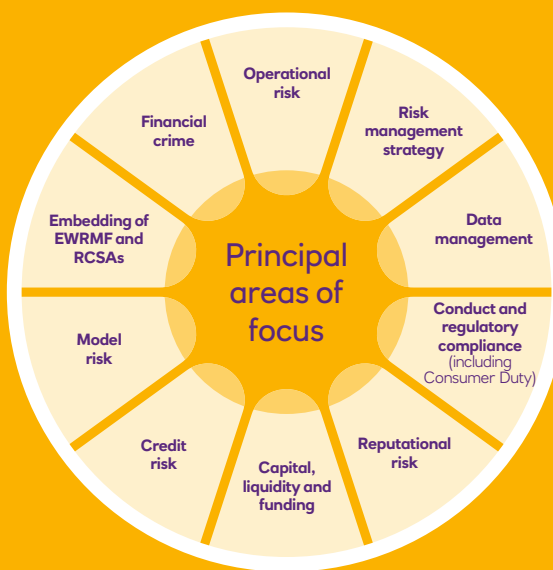 Principal
areas of
focus
Operational
risk
Risk
management
strategy
Data
management
Conduct and
regulatory
compliance
(including
Consumer Duty)
Reputational
risk
Capital,
liquidity and
funding
Credit
risk
Model
risk
Embedding of
EWRMF and
RCSAs
Financial
crime